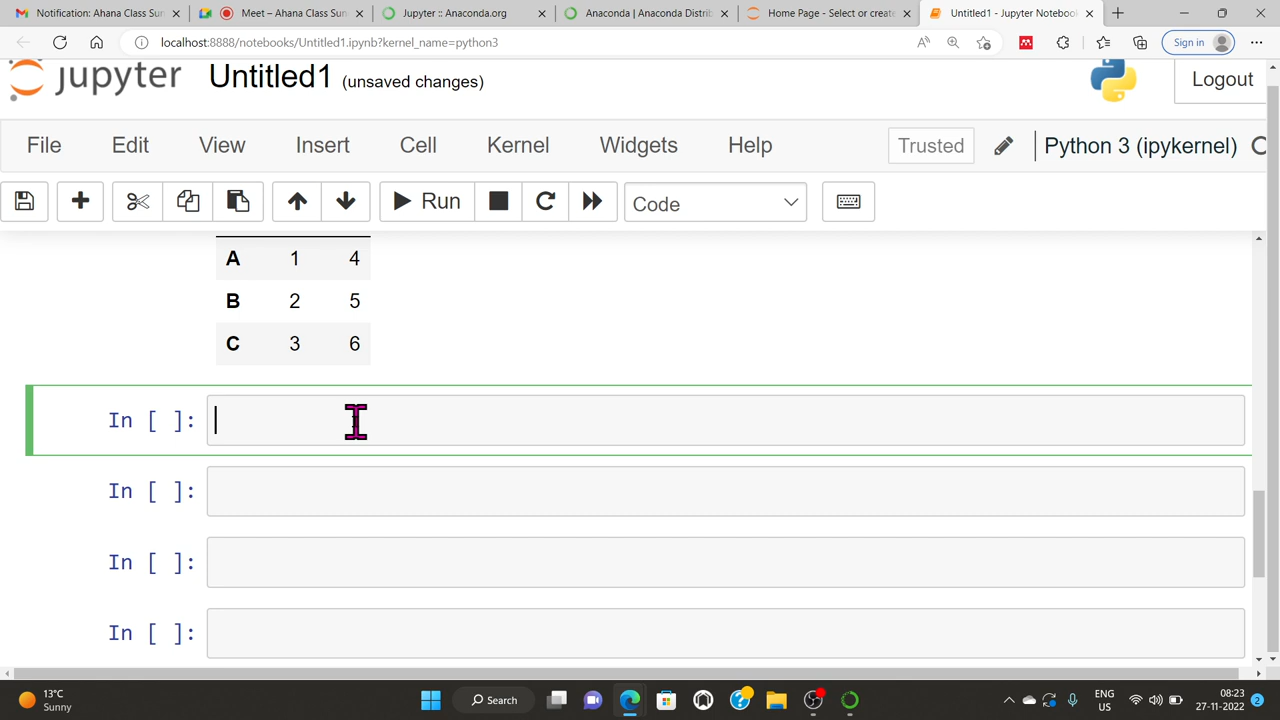 Notification: Ahana Class Sun
Meet – Ahana Class Sund
Jupyter :: Anaconda.org
Anaconda | Anaconda Distrib
Home Page - Select or create
Untitled1 - Jupyter Notebook
localhost:8888/notebooks/Untitled1.ipynb?kernel_name=python3
Sign in
jupyter Untitled1 (unsaved changes)
Logout
File Edit View Insert Cell Kernel Widgets Help
Trusted
Python 3 (ipykernel)
Run
Code
A 1 4
B 2 5
C 3 6
In [ ]:
In [ ]:
In [ ]:
In [ ]:
13°C
Sunny
Search
ENG
US
08:23
27-11-2022
2